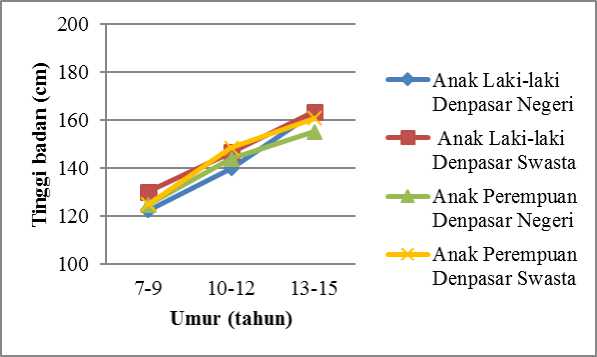 200
180
160
140
120
100
Tinggi badan (cm)
7-9
10-12
13-15
Umur (tahun)
Anak Laki-laki
Denpasar Negeri
Anak Laki-laki
Denpasar Swasta
Anak Perempuan
Denpasar Negeri
Anak Perempuan
Denpasar Swasta